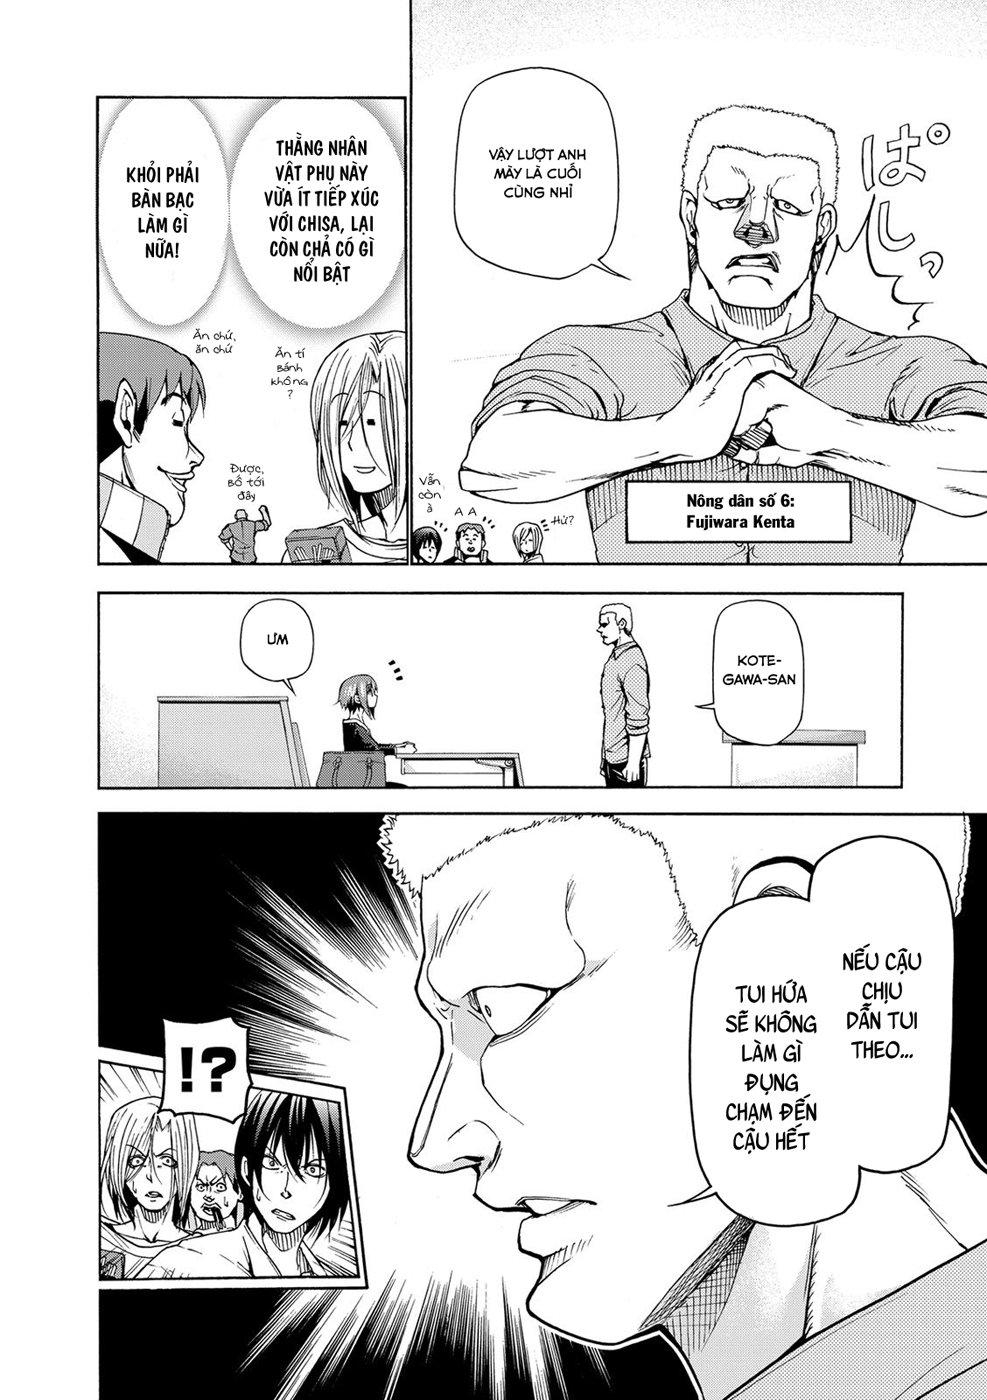 VẬY LƯỢT ANH
MÀY LÀ CUỐI
CÙNG NHỈ
ぱしっ
Nông dân số 6:
Fujiwara Kenta
Hử?
A A
Vẫn
còn
à
THẰNG NHÂN
VẬT PHỤ NÀY
VỪA ÍT TIẾP XÚC
VỚI CHISA, LẠI
CÒN CHẢ CÓ GÌ
NỔI BẬT
KHỎI PHẢI
BÀN BẠC
LÀM GÌ
NỮA!
Ăn tí
bánh
không
?
Ăn chứ,
ăn chứ
Được,
bồ tới
đây
KOTE-
GAWA-SAN
ƯM
NẾU CẬU
CHỊU
DẪN TUI
THEO...
TUI HỨA
SẼ KHÔNG
LÀM GÌ
ĐỤNG
CHẠM ĐẾN
CẬU HẾT
!?